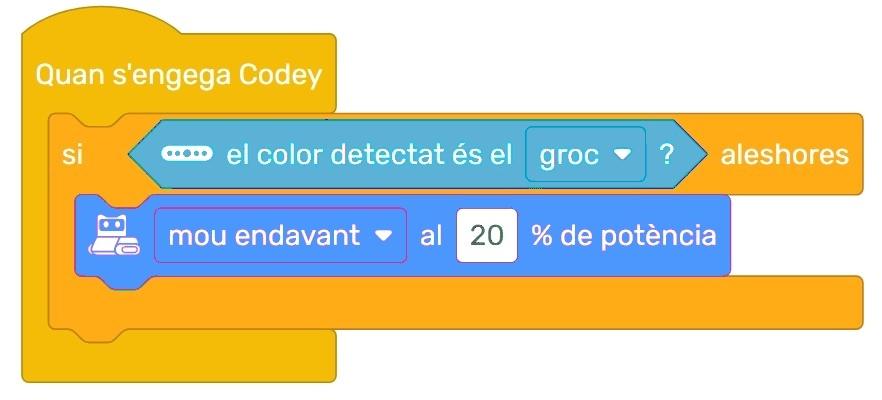 Quan s'engega Codey
si el color detectat és el groc ? aleshores
mou endavant al 20 % de potència